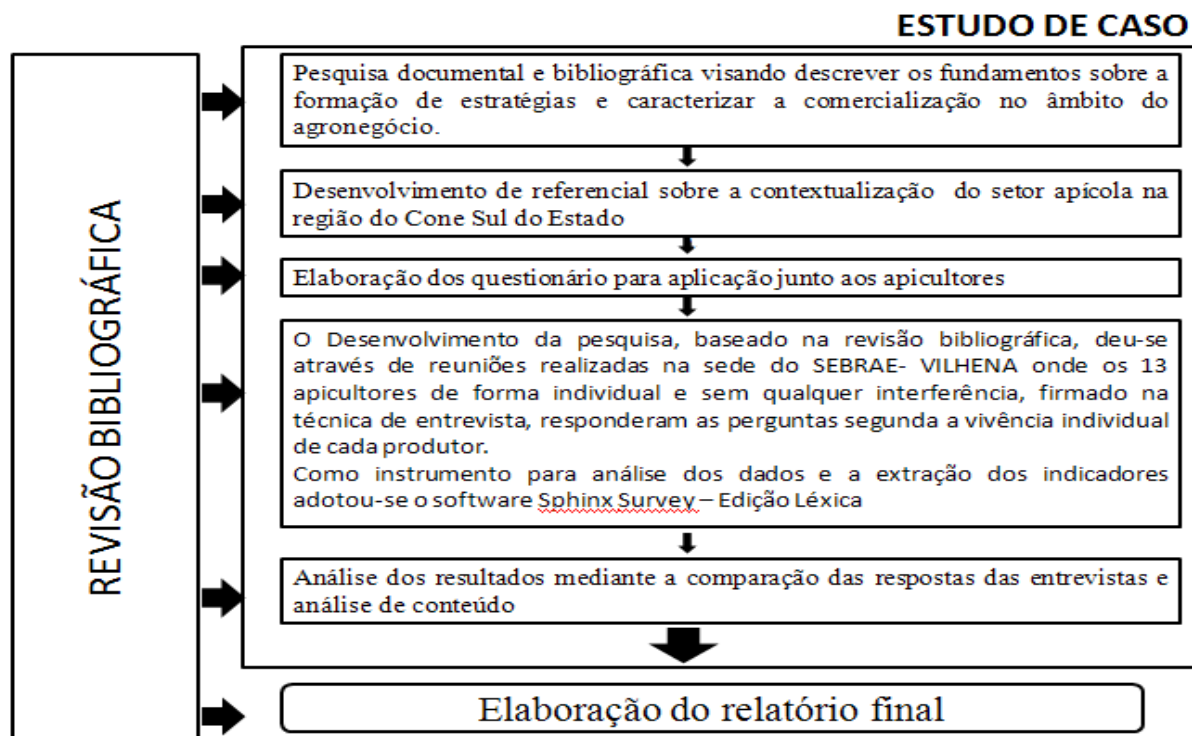 ESTUDO DE CASO
REVISÃO BIBLIOGRÁFICA
Pesquisa documental e bibliográfica visando descrever os fundamentos sobre a
formação de estratégias e caracterizar a comercialização no âmbito do
agronegócio.
Desenvolvimento de referencial sobre a contextualização do setor apícola na
região do Cone Sul do Estado
Elaboração dos questionário para aplicação junto aos apicultores
O Desenvolvimento da pesquisa, baseado na revisão bibliográfica, deu-se
através de reuniões realizadas na sede do SEBRAE- VILHENA onde os 13
apicultores de forma individual e sem qualquer interferência, firmado na
técnica de entrevista, responderam as perguntas segunda a vivência individual
de cada produtor.
Como instrumento para análise dos dados e a extração dos indicadores
adotou-se o software Sphinx Survey – Edição Léxica
Análise dos resultados mediante a comparação das respostas das entrevistas e
análise de conteúdo
Elaboração do relatório final